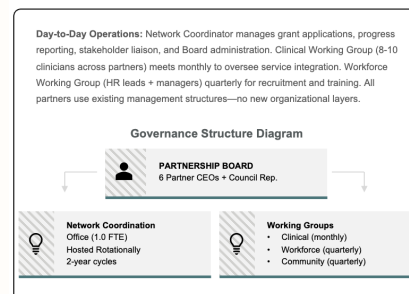 Day-to-Day Operations: Network Coordinator manages grant applications, progress
reporting, stakeholder liaison, and Board administration. Clinical Working Group (8-10
clinicians across partners) meets monthly to oversee service integration. Workforce
Working Group (HR leads + managers) quarterly for recruitment and training. All
partners use existing management structures—no new organizational layers.
Governance Structure Diagram
PARTNERSHIP BOARD
6 Partner CEOs + Council Rep.
Network Coordination
Office (1.0 FTE)
Hosted Rotationally
2-year cycles
Working Groups
• Clinical (monthly)
• Workforce (quarterly)
• Community (quarterly)